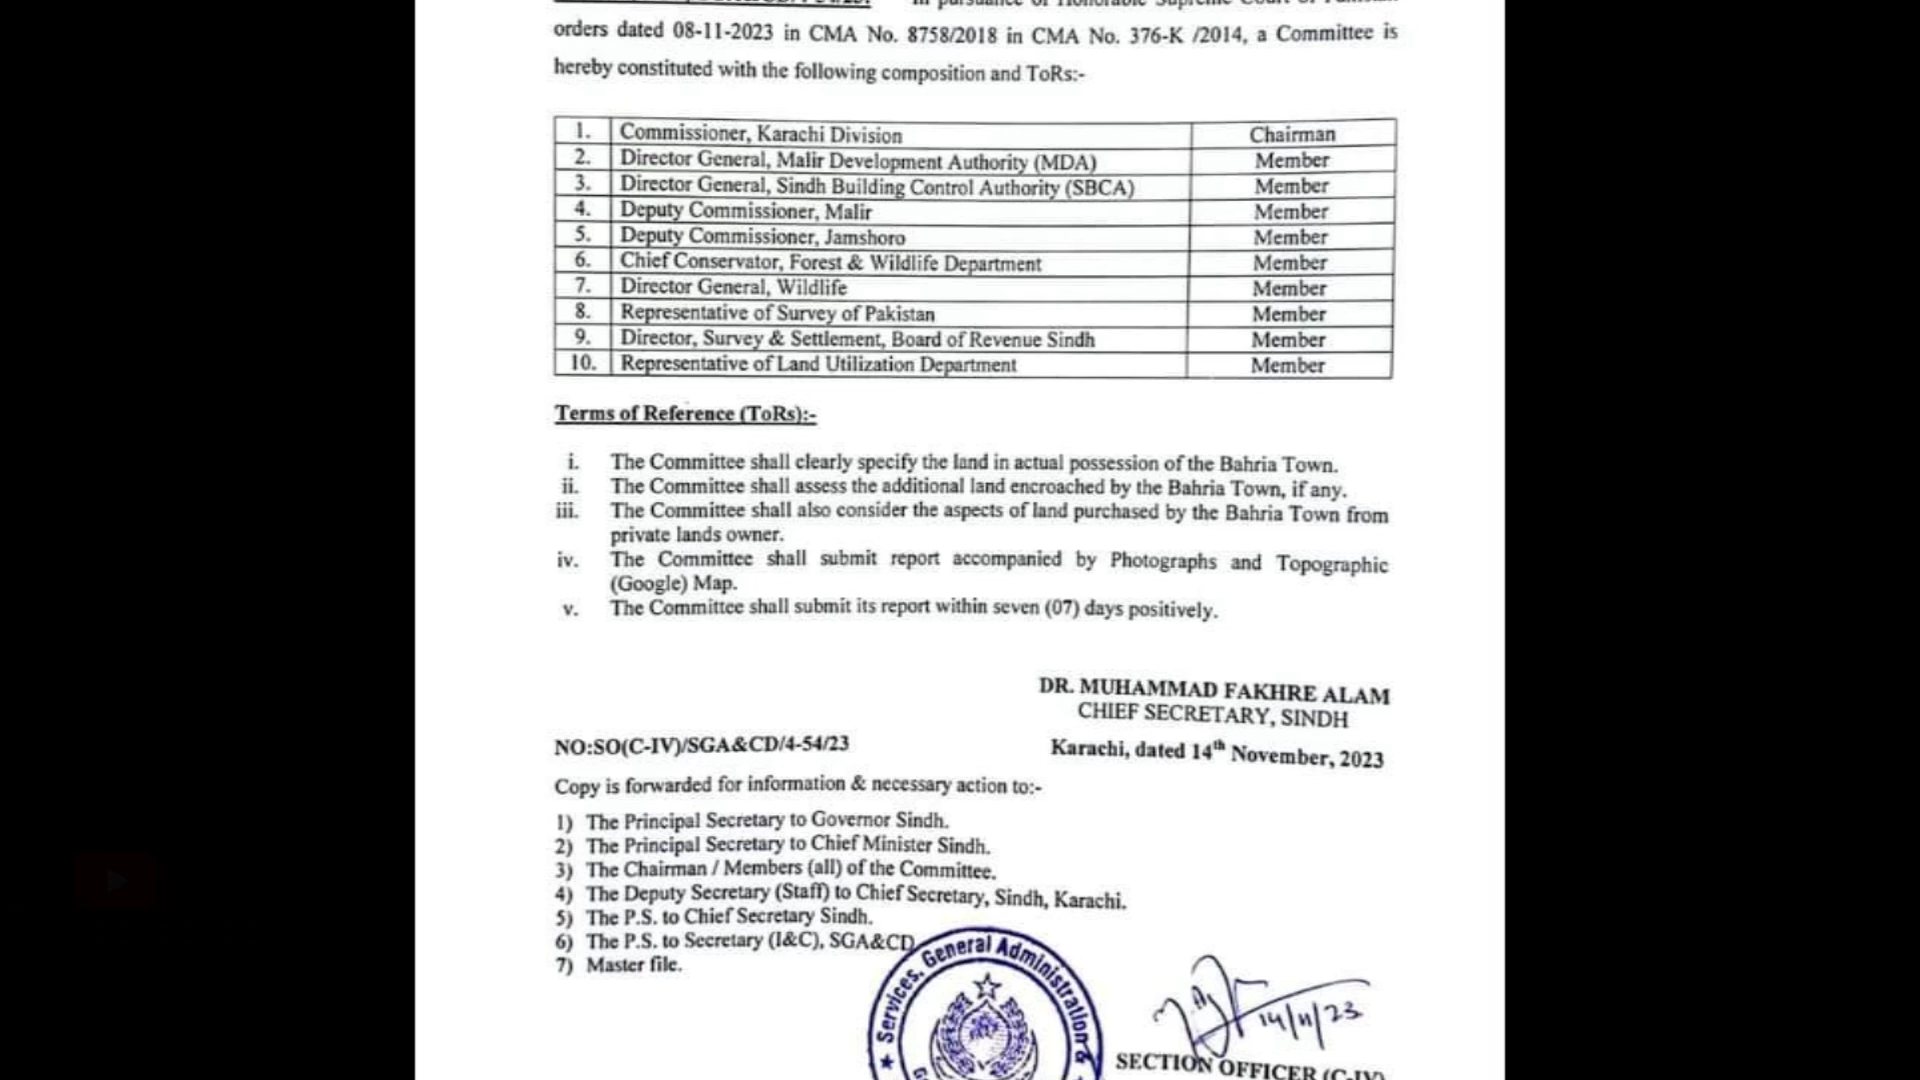 orders dated 08-11-2023 in CMA No. 8758/2018 in CMA No. 376-K /2014, a Committee is
hereby constituted with the following composition and ToRs:-
1. Commissioner, Karachi Division Chairman
2. Director General, Malir Development Authority (MDA) Member
3. Director General, Sindh Building Control Authority (SBCA) Member
4. Deputy Commissioner, Malir Member
5. Deputy Commissioner, Jamshoro Member
6. Chief Conservator, Forest & Wildlife Department Member
7. Director General, Wildlife Member
8. Representative of Survey of Pakistan Member
9. Director, Survey & Settlement, Board of Revenue Sindh Member
10. Representative of Land Utilization Department Member
Terms of Reference (ToRs):-
i. The Committee shall clearly specify the land in actual possession of the Bahria Town.
ii. The Committee shall assess the additional land encroached by the Bahria Town, if any.
iii. The Committee shall also consider the aspects of land purchased by the Bahria Town from
private lands owner.
iv. The Committee shall submit report accompanied by Photographs and Topographic
(Google) Map.
v. The Committee shall submit its report within seven (07) days positively.
DR. MUHAMMAD FAKHRE ALAM
CHIEF SECRETARY, SINDH
NO:SO(C-IV)/SGA&CD/4-54/23
Karachi, dated 14th November, 2023
Copy is forwarded for information & necessary action to:-
1) The Principal Secretary to Governor Sindh.
2) The Principal Secretary to Chief Minister Sindh.
3) The Chairman / Members (all) of the Committee.
4) The Deputy Secretary (Staff) to Chief Secretary, Sindh, Karachi.
5) The P.S. to Chief Secretary Sindh.
6) The P.S. to Secretary (I&C), SGA&CD
7) Master file.
Services, General Administration &
14/11/23
SECTION OFFICER (C-IV)